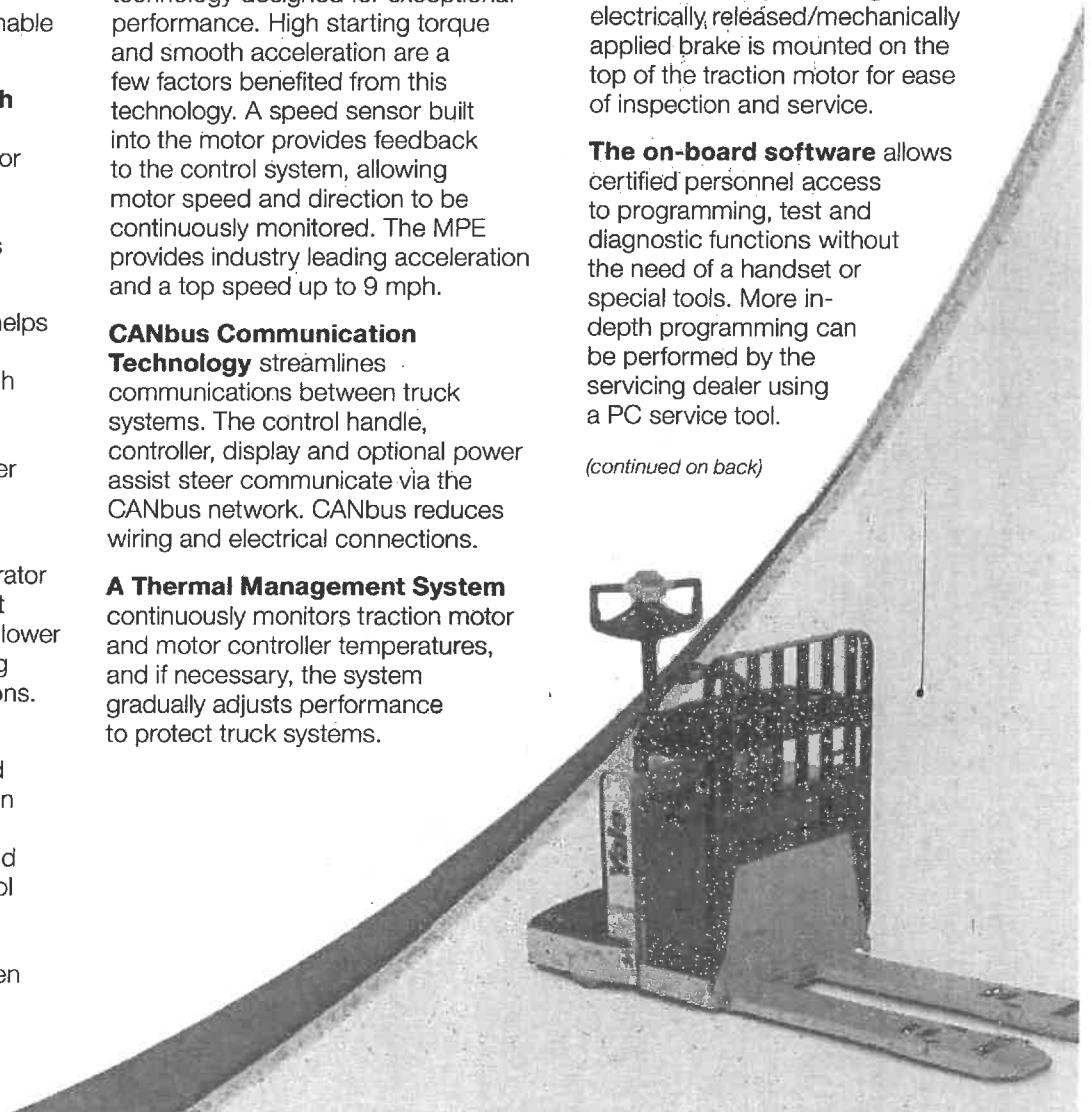 nable
h
or
s
elps
h
er
rator
t
lower
g
ons.
d
n
d
ol
en
technology designed for exceptional
performance. High starting torque
and smooth acceleration are a
few factors benefited from this
technology. A speed sensor built
into the motor provides feedback
to the control system, allowing
motor speed and direction to be
continuously monitored. The MPE
provides industry leading acceleration
and a top speed up to 9 mph.
CANbus Communication
Technology streamlines
communications between truck
systems. The control handle,
controller, display and optional power
assist steer communicate via the
CANbus network. CANbus reduces
wiring and electrical connections.
A Thermal Management System
continuously monitors traction motor
and motor controller temperatures,
and if necessary, the system
gradually adjusts performance
to protect truck systems.
electrically released/mechanically
applied brake is mounted on the
top of the traction motor for ease
of inspection and service.
The on-board software allows
certified personnel access
to programming, test and
diagnostic functions without
the need of a handset or
special tools. More in-
depth programming can
be performed by the
servicing dealer using
a PC service tool.
(continued on back)
Yale